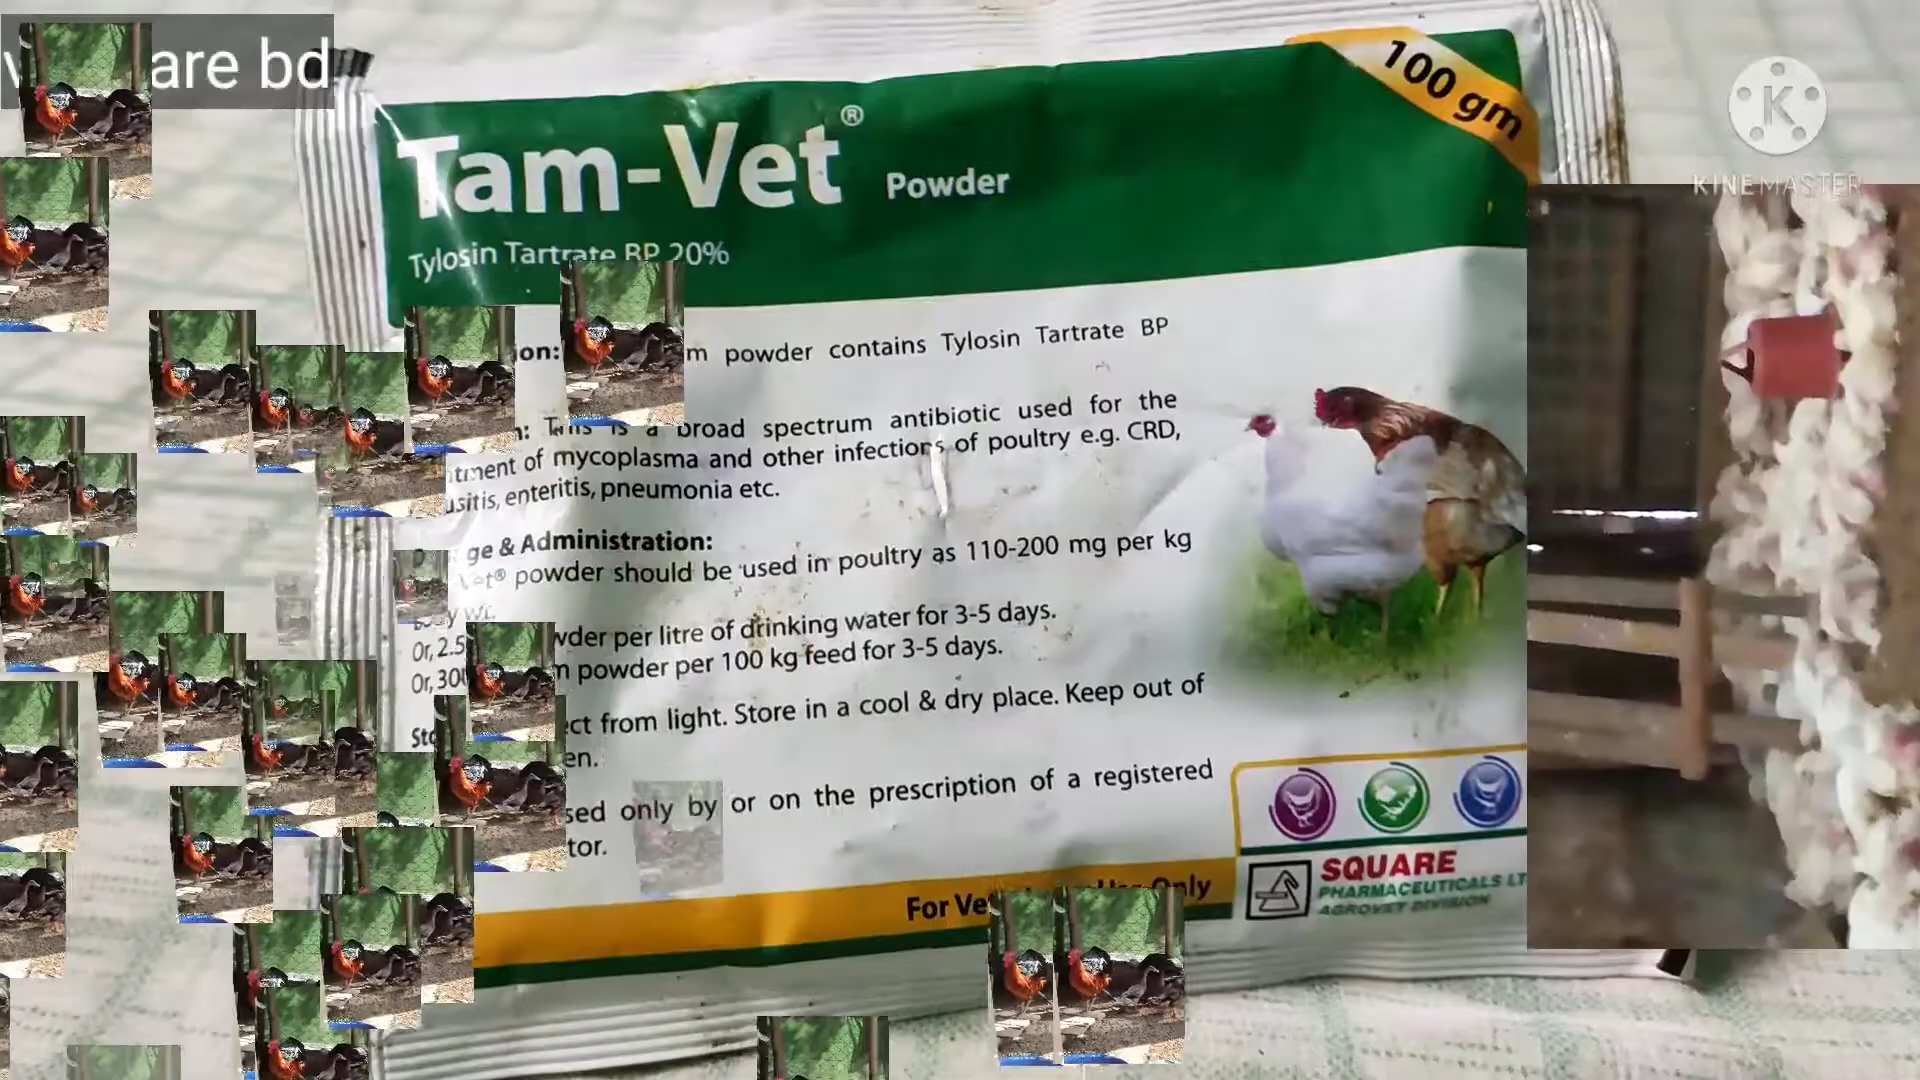 are bd
100 gm
Tam-Vet®
Powder
KINEMASTER
Tylosin Tartrate BP 20%
on: m powder contains Tylosin Tartrate BP
n: This is a broad spectrum antibiotic used for the
tment of mycoplasma and other infections of poultry e.g. CRD,
usitis, enteritis, pneumonia etc.
ge & Administration:
et® powder should be used in poultry as 110-200 mg per kg
y wt.
Or, 2.5 wder per litre of drinking water for 3-5 days.
Or, 300 m powder per 100 kg feed for 3-5 days.
Sto ect from light. Store in a cool & dry place. Keep out of
en.
sed only by or on the prescription of a registered
tor.
For Vet Use Only
SQUARE
PHARMACEUTICALS LT
AGROVET DIVISION